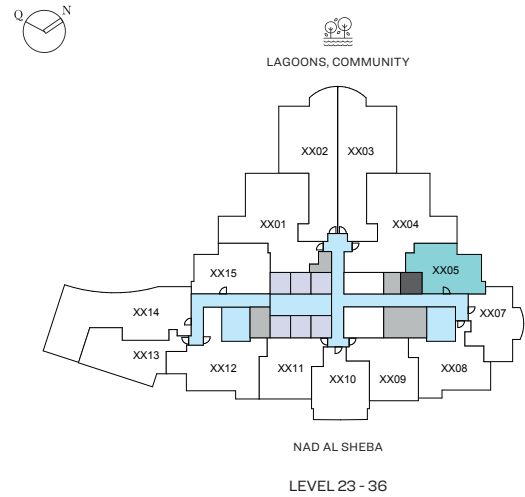 Q N
LAGOONS, COMMUNITY
XX02 XX03
XX01 XX04
XX15 XX05
XX14 XX07
XX13 XX12 XX11 XX10 XX09 XX08
NAD AL SHEBA
LEVEL 23 - 36